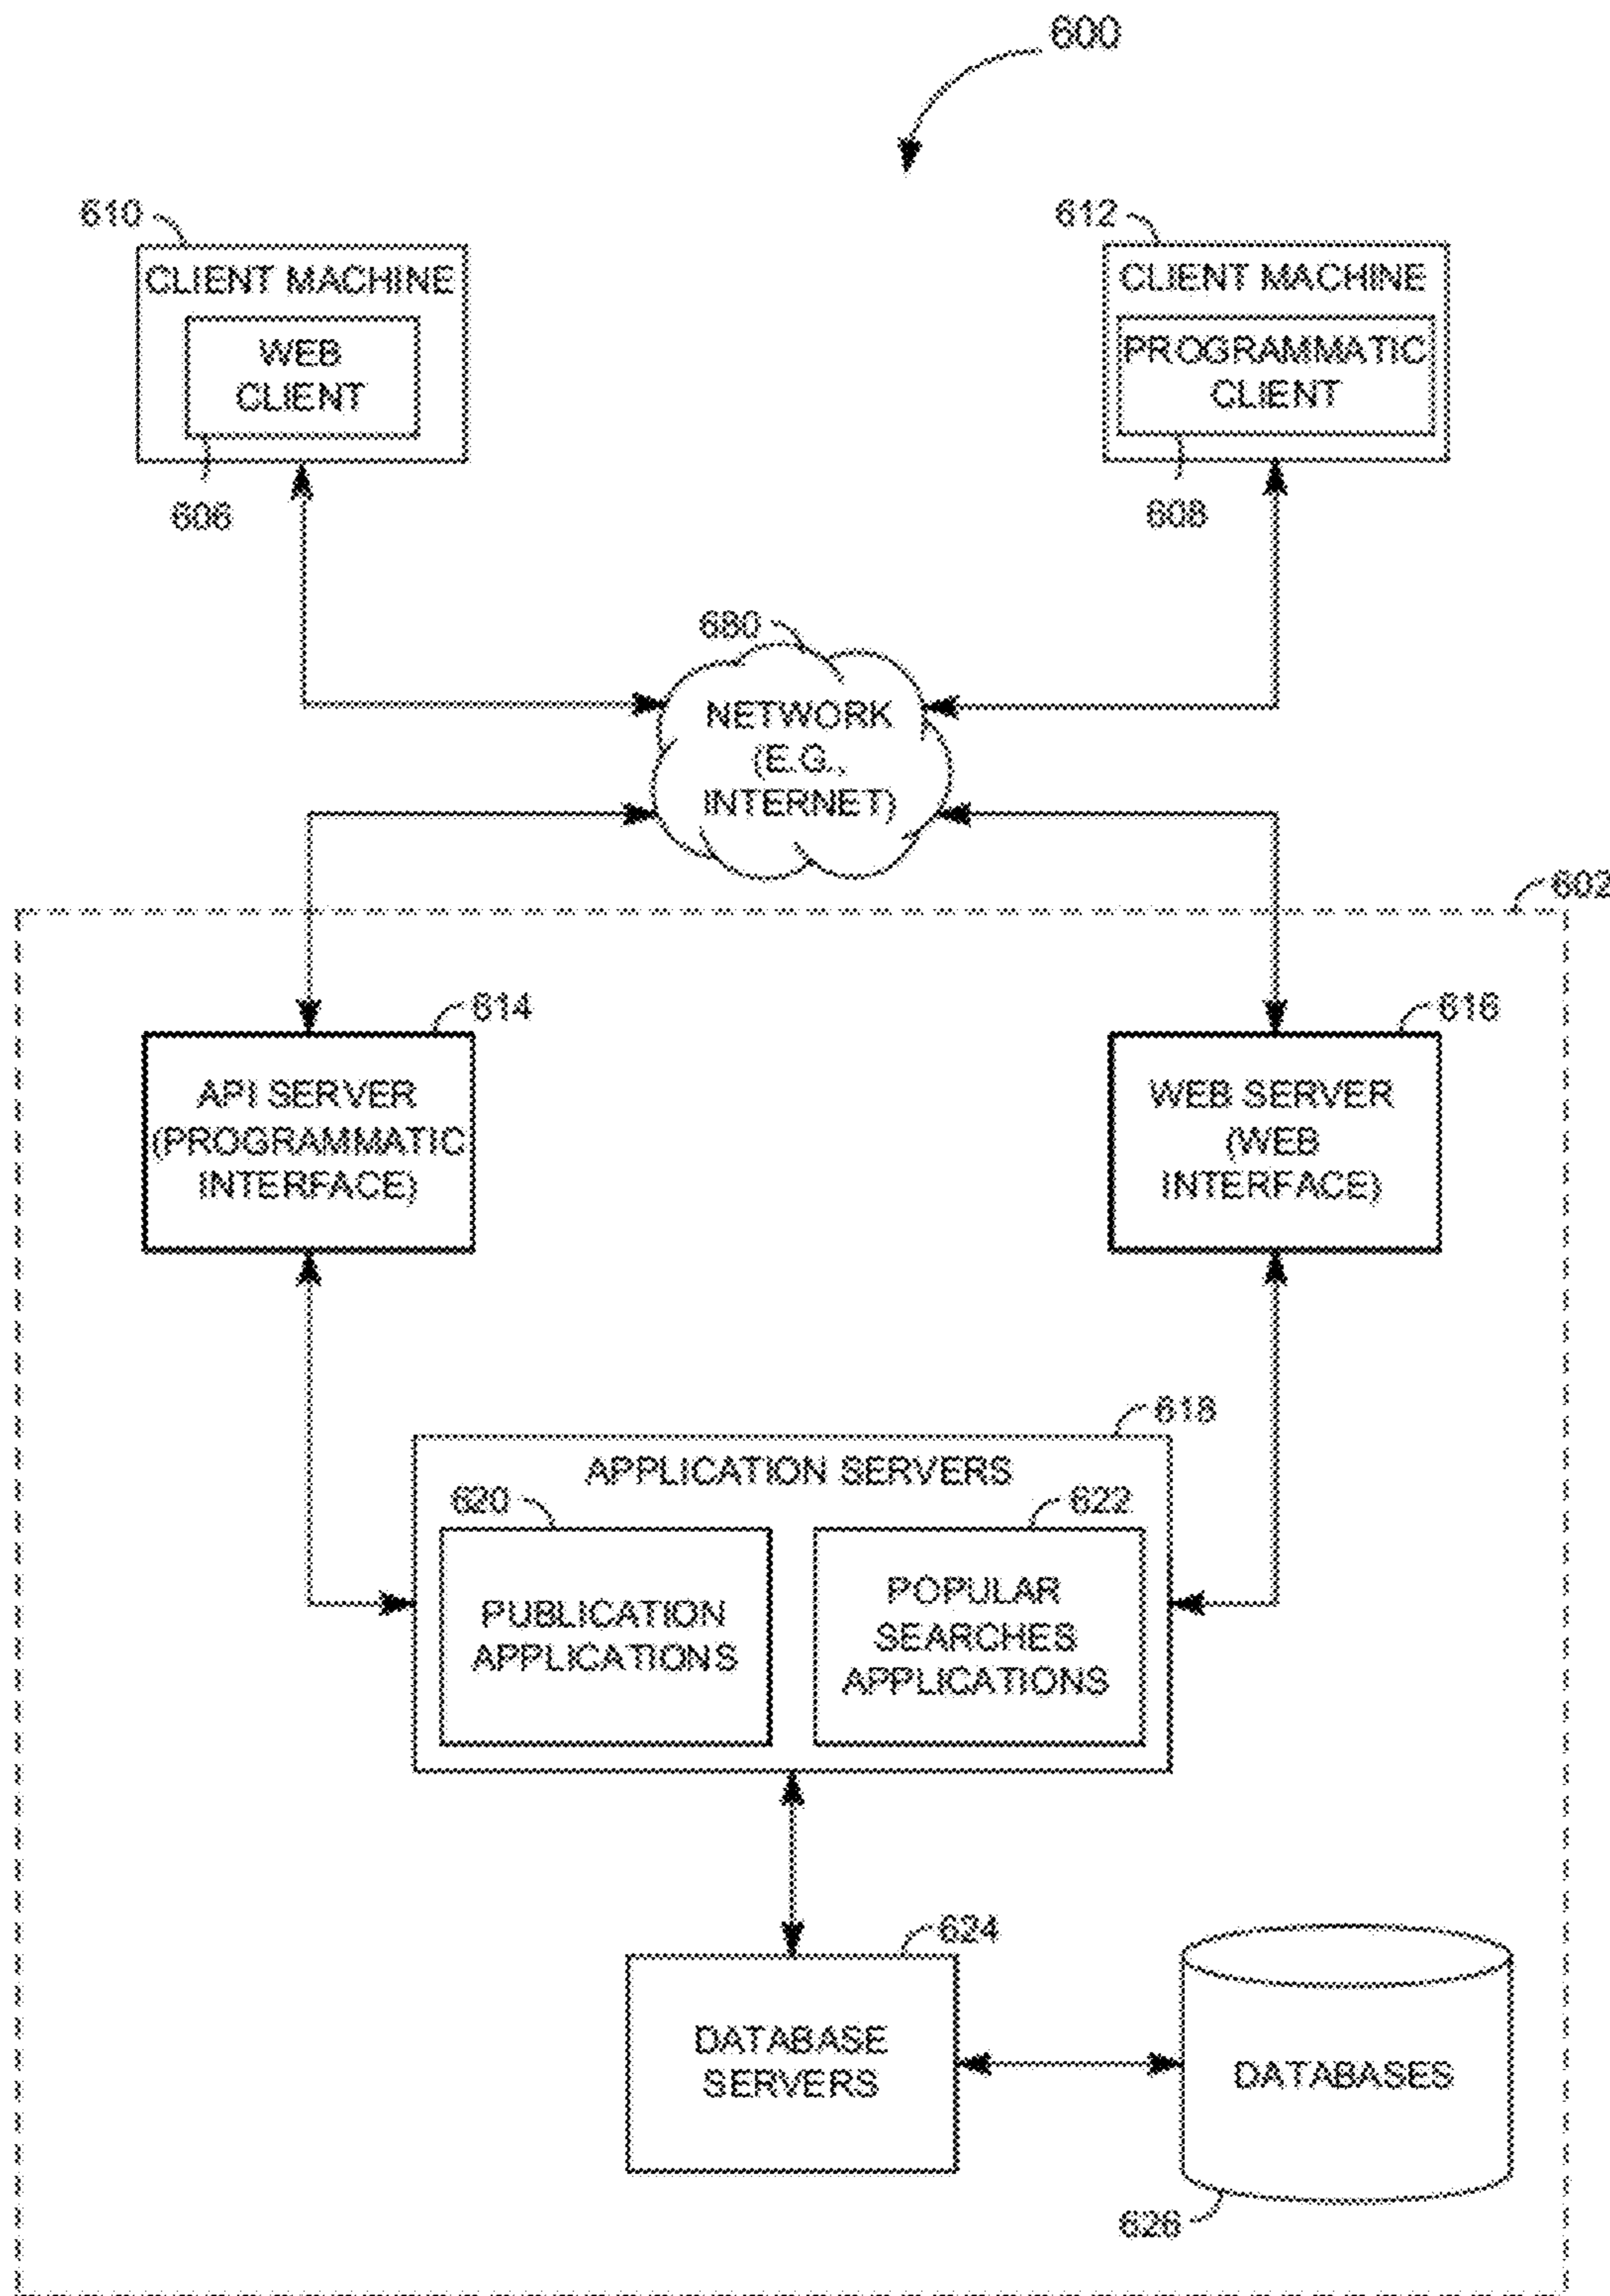 600
610
612
CLIENT MACHINE
WEB
CLIENT
606
CLIENT MACHINE
PROGRAMMATIC
CLIENT
608
680
NETWORK
(E.G.,
INTERNET)
602
614
616
API SERVER
(PROGRAMMATIC
INTERFACE)
WEB SERVER
(WEB
INTERFACE)
618
APPLICATION SERVERS
620
622
PUBLICATION
APPLICATIONS
POPULAR
SEARCHES
APPLICATIONS
624
DATABASE
SERVERS
DATABASES
626